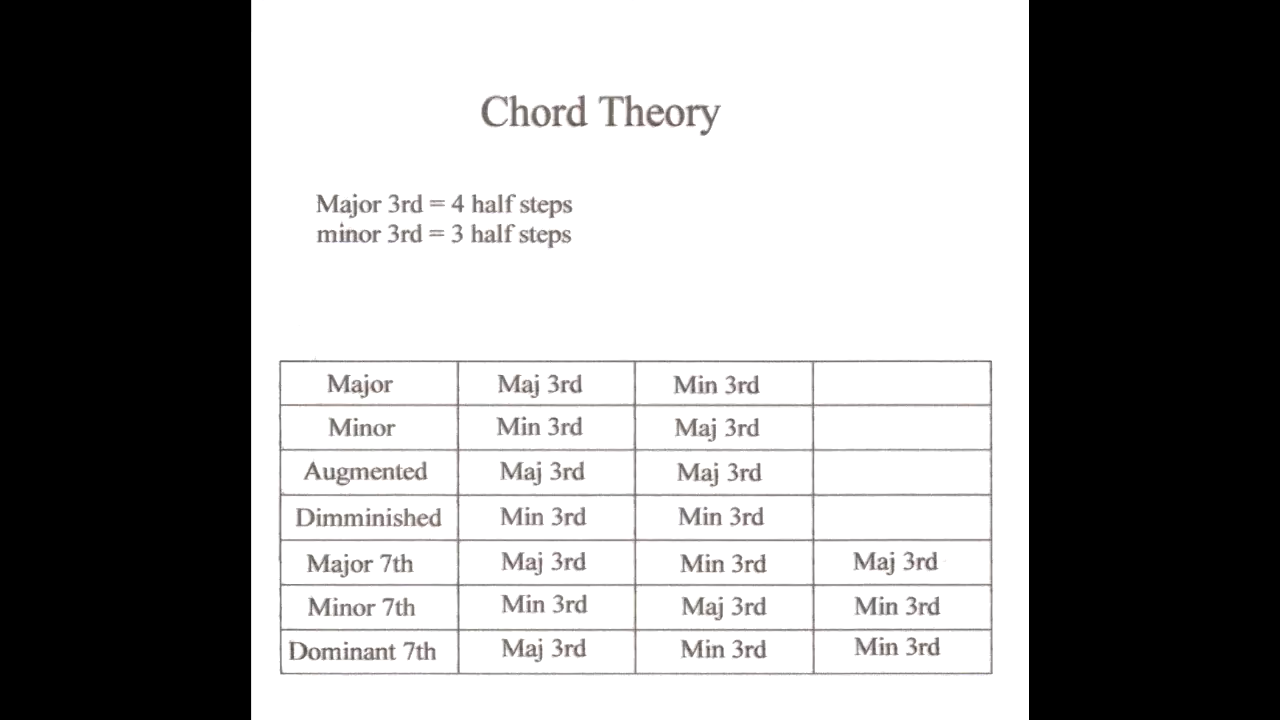 Chord Theory
Major 3rd = 4 half steps
minor 3rd = 3 half steps
Major Maj 3rd Min 3rd
Minor Min 3rd Maj 3rd
Augmented Maj 3rd Maj 3rd
Dimminished Min 3rd Min 3rd
Major 7th Maj 3rd Min 3rd Maj 3rd
Minor 7th Min 3rd Maj 3rd Min 3rd
Dominant 7th Maj 3rd Min 3rd Min 3rd